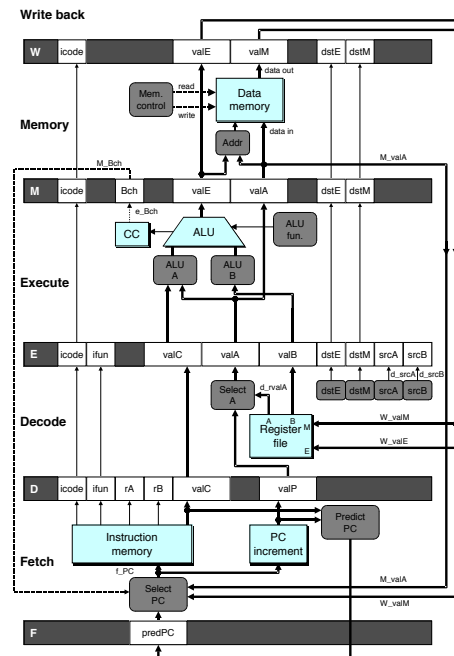 Write back
W icode valE valM dstE dstM
data out
Mem. control
read
write
Data memory
Memory
Addr
data in
M_Bch
M_valA
M icode Bch valE valA dstE dstM
e_Bch
CC
ALU
ALU fun.
ALU A
ALU B
Execute
E icode ifun valC valA valB dstE dstM srcA srcB
d_srcA d_srcB
Select A
d_rvalA
dstE dstM srcA srcB
A B
M
Register file
E
W_valM
W_valE
Decode
D icode ifun rA rB valC valP
Predict PC
Instruction memory
PC increment
Fetch
f_PC
M_valA
Select PC
W_valM
F predPC